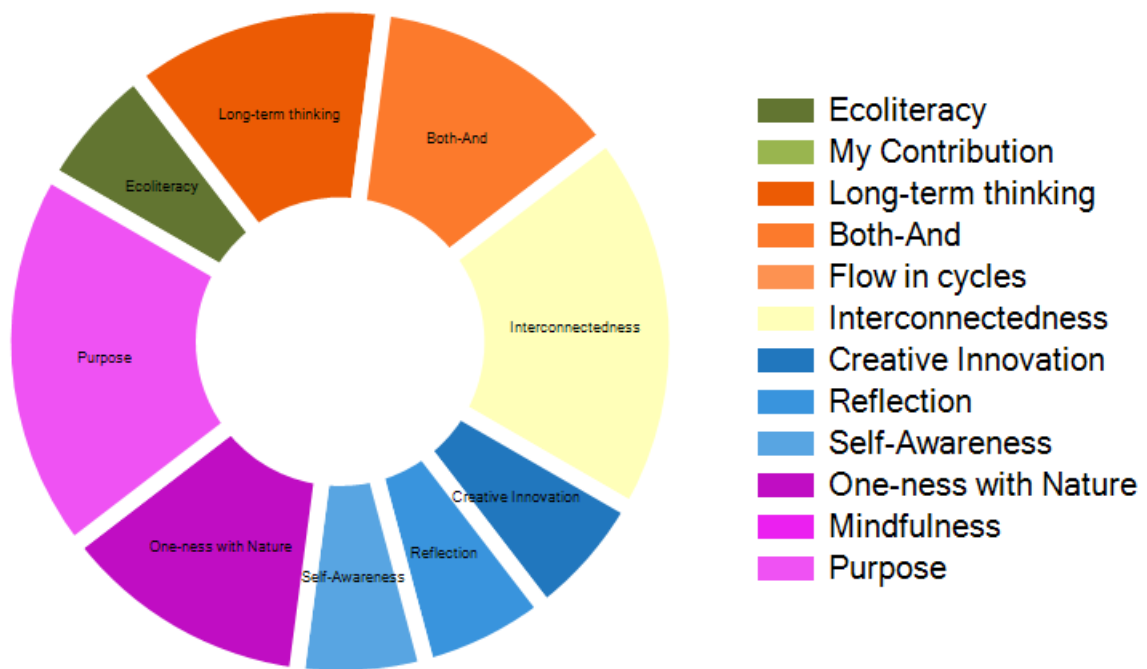 Long-term thinking
Both-And
Ecoliteracy
Interconnectedness
Purpose
Creative Innovation
One-ness with Nature
Reflection
Self-Awareness
Ecoliteracy
My Contribution
Long-term thinking
Both-And
Flow in cycles
Interconnectedness
Creative Innovation
Reflection
Self-Awareness
One-ness with Nature
Mindfulness
Purpose